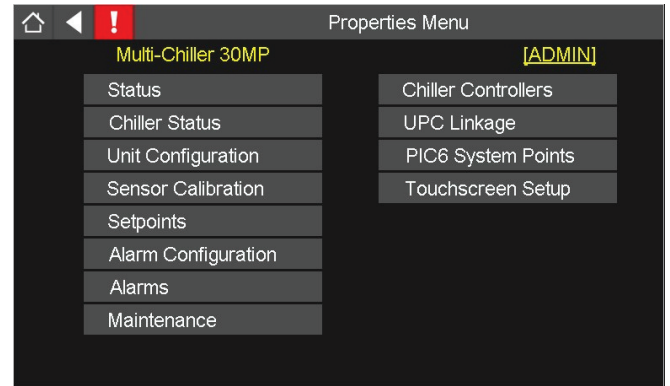 ! Properties Menu
Multi-Chiller 30MP [ADMIN]
Status
Chiller Status
Unit Configuration
Sensor Calibration
Setpoints
Alarm Configuration
Alarms
Maintenance
Chiller Controllers
UPC Linkage
PIC6 System Points
Touchscreen Setup